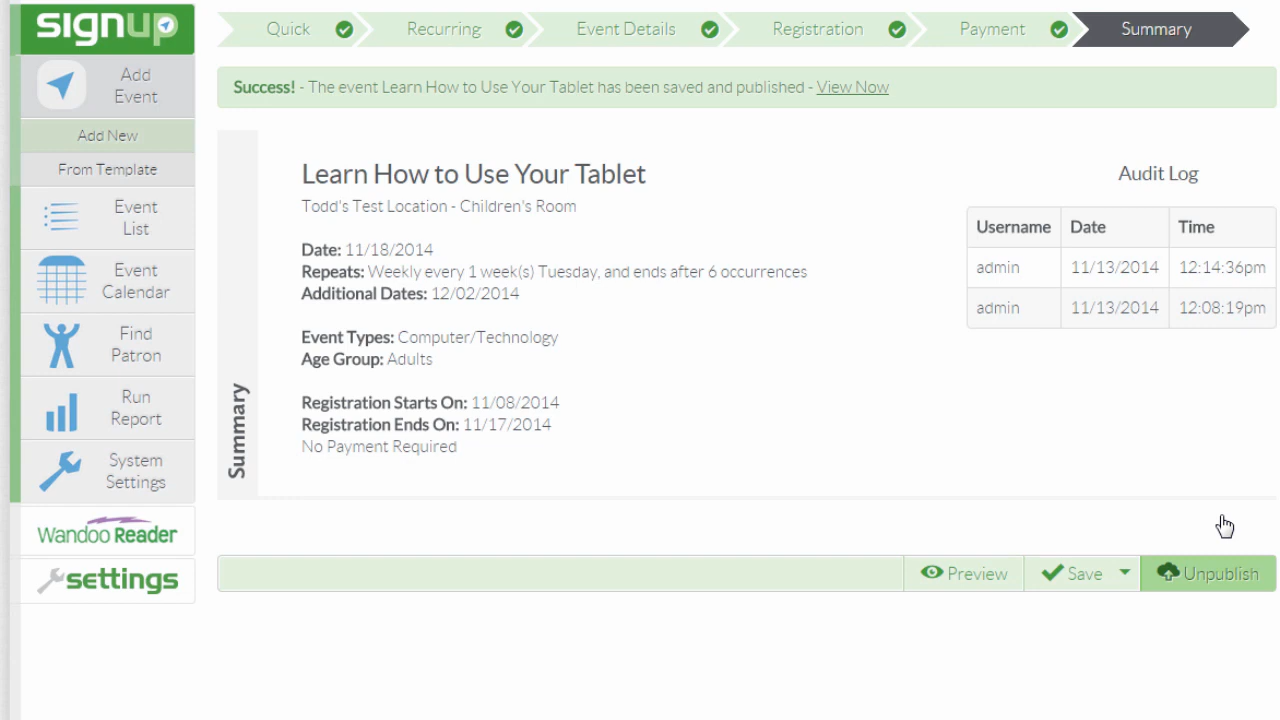 signup
Quick
Recurring
Event Details
Registration
Payment
Summary
Success! - The event Learn How to Use Your Tablet has been saved and published - View Now
Add
Event
Add New
From Template
Event
List
Event
Calendar
Find
Patron
Run
Report
System
Settings
Wandoo Reader
settings
Summary
Learn How to Use Your Tablet
Todd's Test Location - Children's Room
Date: 11/18/2014
Repeats: Weekly every 1 week(s) Tuesday, and ends after 6 occurrences
Additional Dates: 12/02/2014
Event Types: Computer/Technology
Age Group: Adults
Registration Starts On: 11/08/2014
Registration Ends On: 11/17/2014
No Payment Required
Audit Log
Username Date Time
admin 11/13/2014 12:14:36pm
admin 11/13/2014 12:08:19pm
Preview
Save
Unpublish